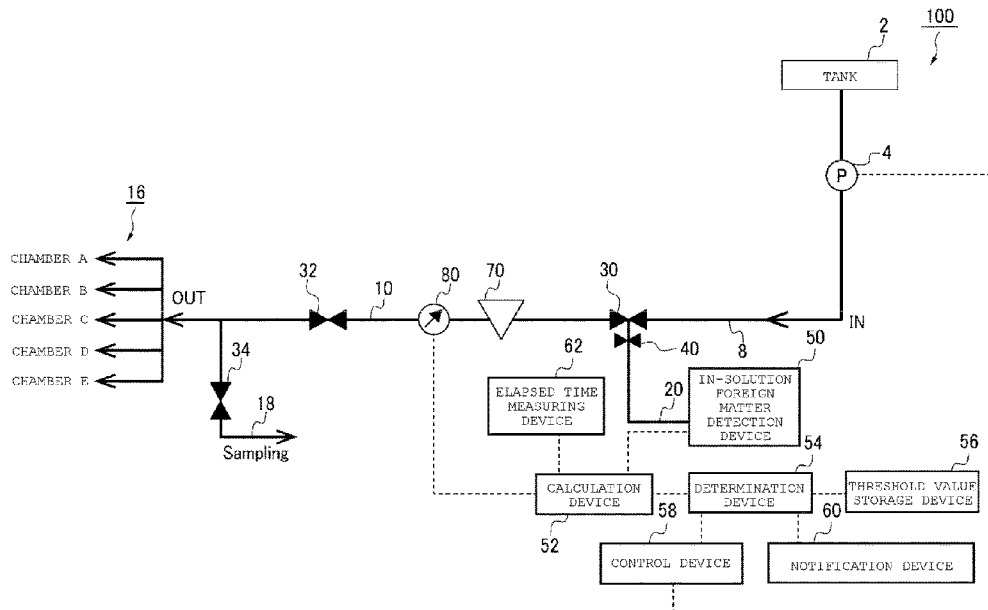 100
2
TANK
4
P
16
CHAMBER A
CHAMBER B
CHAMBER C
CHAMBER D
CHAMBER E
OUT
32
10
80
70
30
8
IN
40
34
18
Sampling
62
ELAPSED TIME
MEASURING
DEVICE
20
50
IN-SOLUTION
FOREIGN
MATTER
DETECTION
DEVICE
54
56
CALCULATION
DEVICE
52
DETERMINATION
DEVICE
THRESHOLD VALUE
STORAGE DEVICE
58
CONTROL DEVICE
60
NOTIFICATION DEVICE